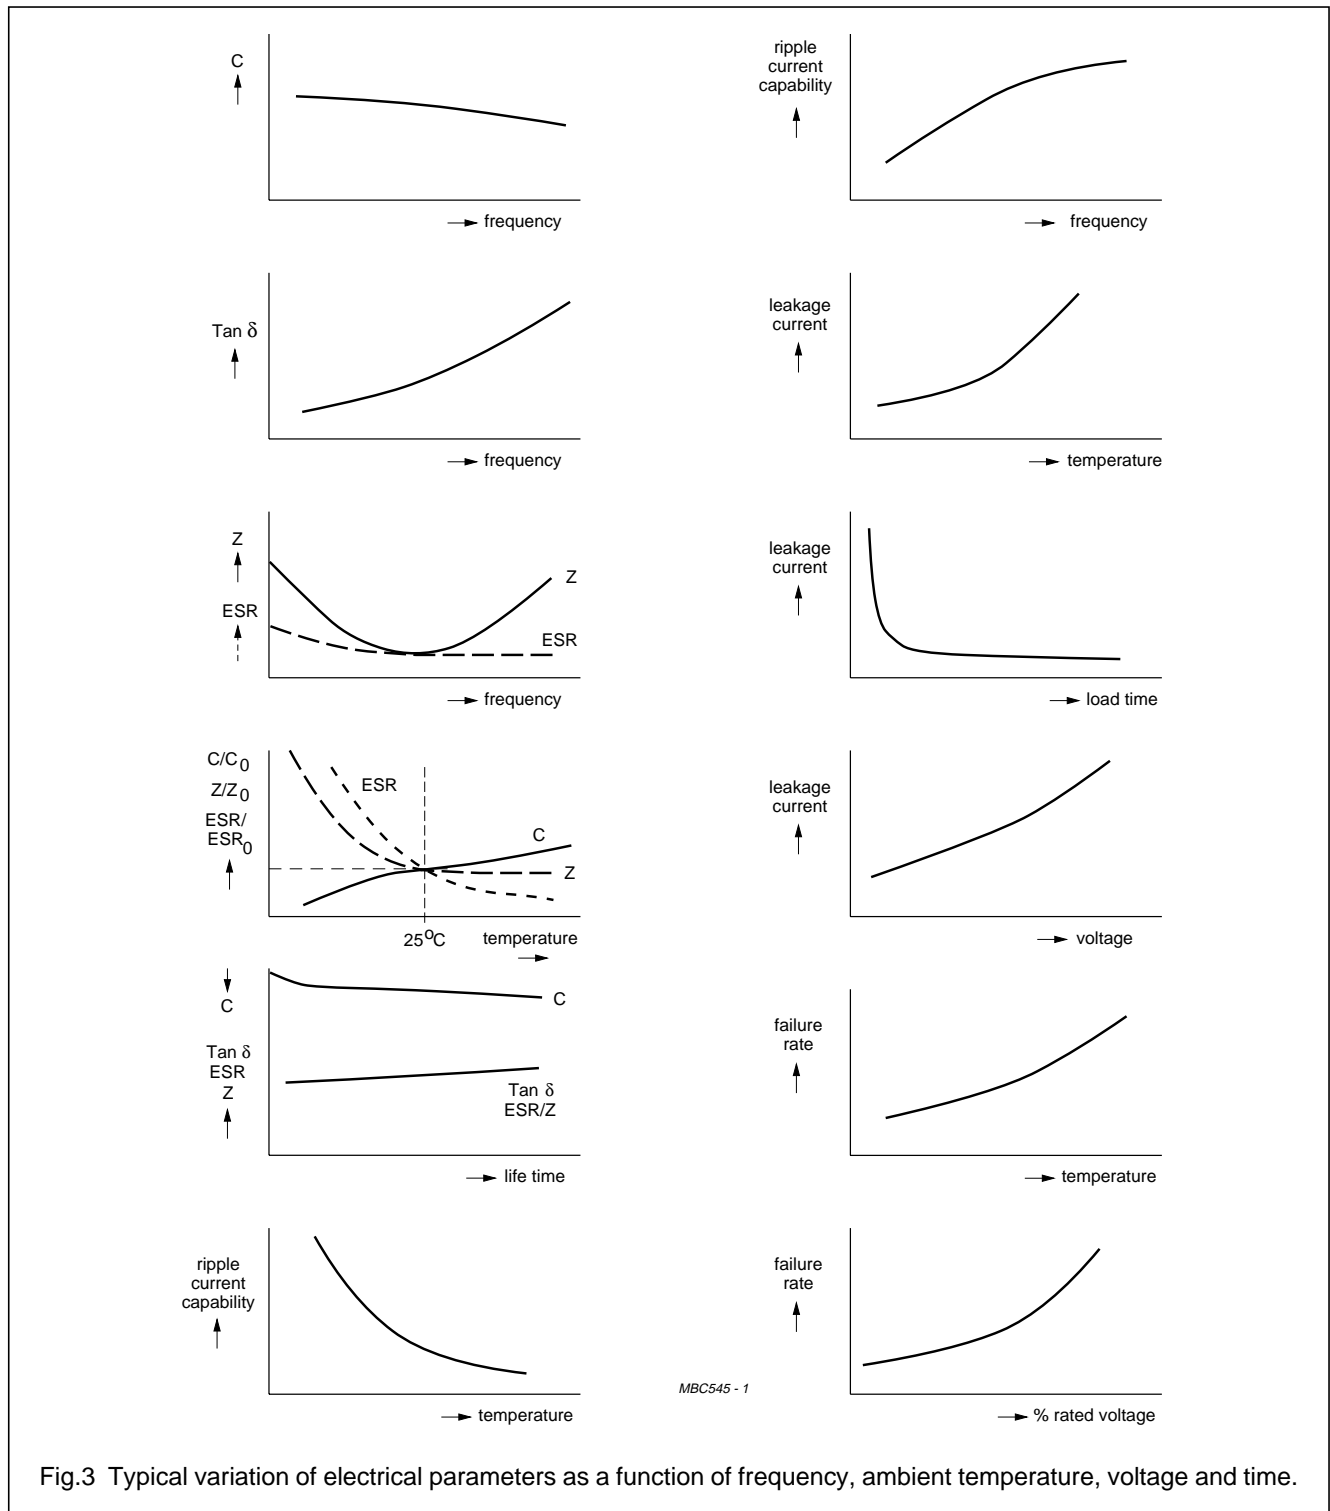 C
frequency
ripple
current
capability
frequency
Tan δ
frequency
leakage
current
temperature
Z
ESR
Z
ESR
frequency
leakage
current
load time
C/C0
Z/Z0
ESR/
ESR0
ESR
C
Z
25oC
temperature
leakage
current
voltage
C
Tan δ
ESR
Z
C
Tan δ
ESR/Z
life time
failure
rate
temperature
ripple
current
capability
temperature
MBC545 - 1
failure
rate
% rated voltage
Fig.3 Typical variation of electrical parameters as a function of frequency, ambient temperature, voltage and time.